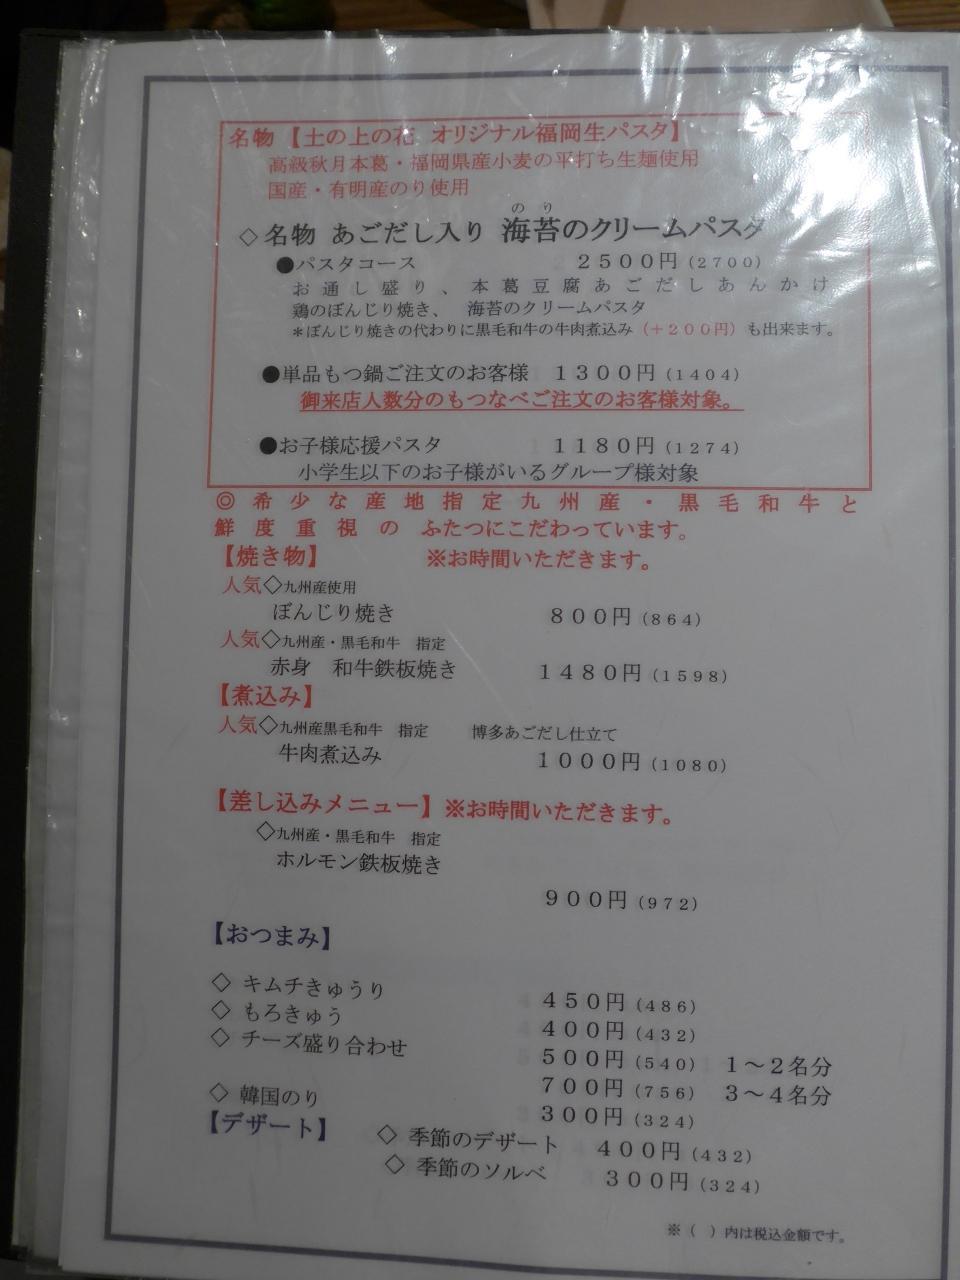 名物 【土の上の花 オリジナル福岡生パスタ】
高級秋月本葛・福岡県産小麦の平打ち生麺使用
国産・有明産のり使用
のり
◇名物 あごだし入り 海苔のクリームパスタ
●パスタコース ２５００円（２７００）
お通し盛り、本葛豆腐あごだしあんかけ
鶏のぼんじり焼き、 海苔のクリームパスタ
＊ぼんじり焼きの代わりに黒毛和牛の牛肉煮込み（＋２００円）も出来ます。
●単品もつ鍋ご注文のお客様 １３００円（１４０４）
御来店人数分のもつなべご注文のお客様対象。
●お子様応援パスタ １１８０円（１２７４）
小学生以下のお子様がいるグループ様対象
◎希少な産地指定九州産・黒毛和牛と
鮮度重視の ふたつにこだわっています。
【焼き物】 ※お時間いただきます。
人気◇九州産使用
ぼんじり焼き ８００円（８６４）
人気◇九州産・黒毛和牛 指定
赤身 和牛鉄板焼き １４８０円（１５９８）
【煮込み】
人気◇九州産黒毛和牛 指定 博多あごだし仕立て
牛肉煮込み １０００円（１０８０）
【差し込みメニュー】※お時間いただきます。
◇九州産・黒毛和牛 指定
ホルモン鉄板焼き
９００円（９７２）
【おつまみ】
◇ キムチきゅうり ４５０円（４８６）
◇ もろきゅう ４００円（４３２）
◇ チーズ盛り合わせ ５００円（５４０） １～２名分
７００円（７５６） ３～４名分
◇ 韓国のり ３００円（３２４）
【デザート】 ◇ 季節のデザート ４００円（４３２）
◇ 季節のソルベ ３００円（３２４）
※（ ）内は税込金額です。